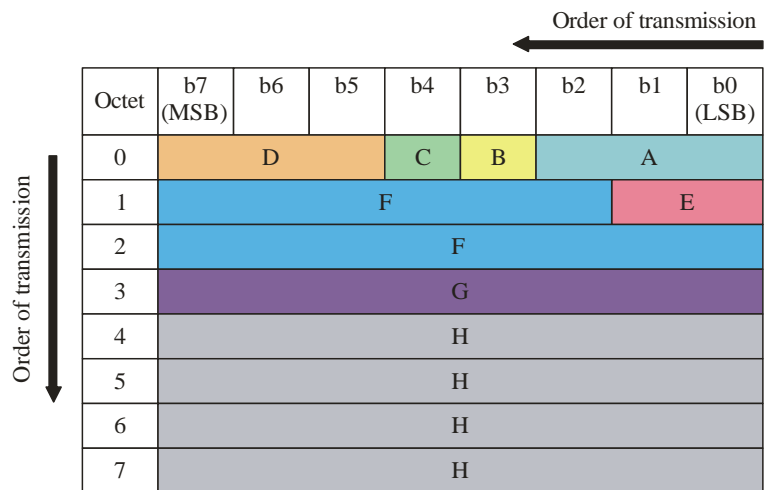 Order of transmission
Octet b7 (MSB) b6 b5 b4 b3 b2 b1 b0 (LSB)
0 D C B A
1 F E
2 F
3 G
4 H
5 H
6 H
7 H
Order of transmission